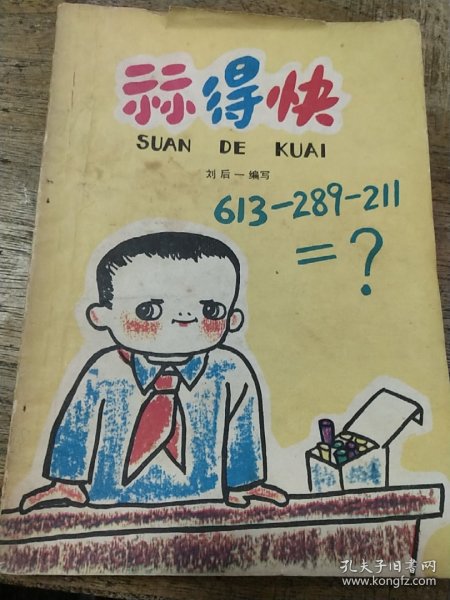 祘得快
SUAN DE KUAI
刘后一编写
613-289-211
=?
孔夫子旧书网
www.kongfz.com